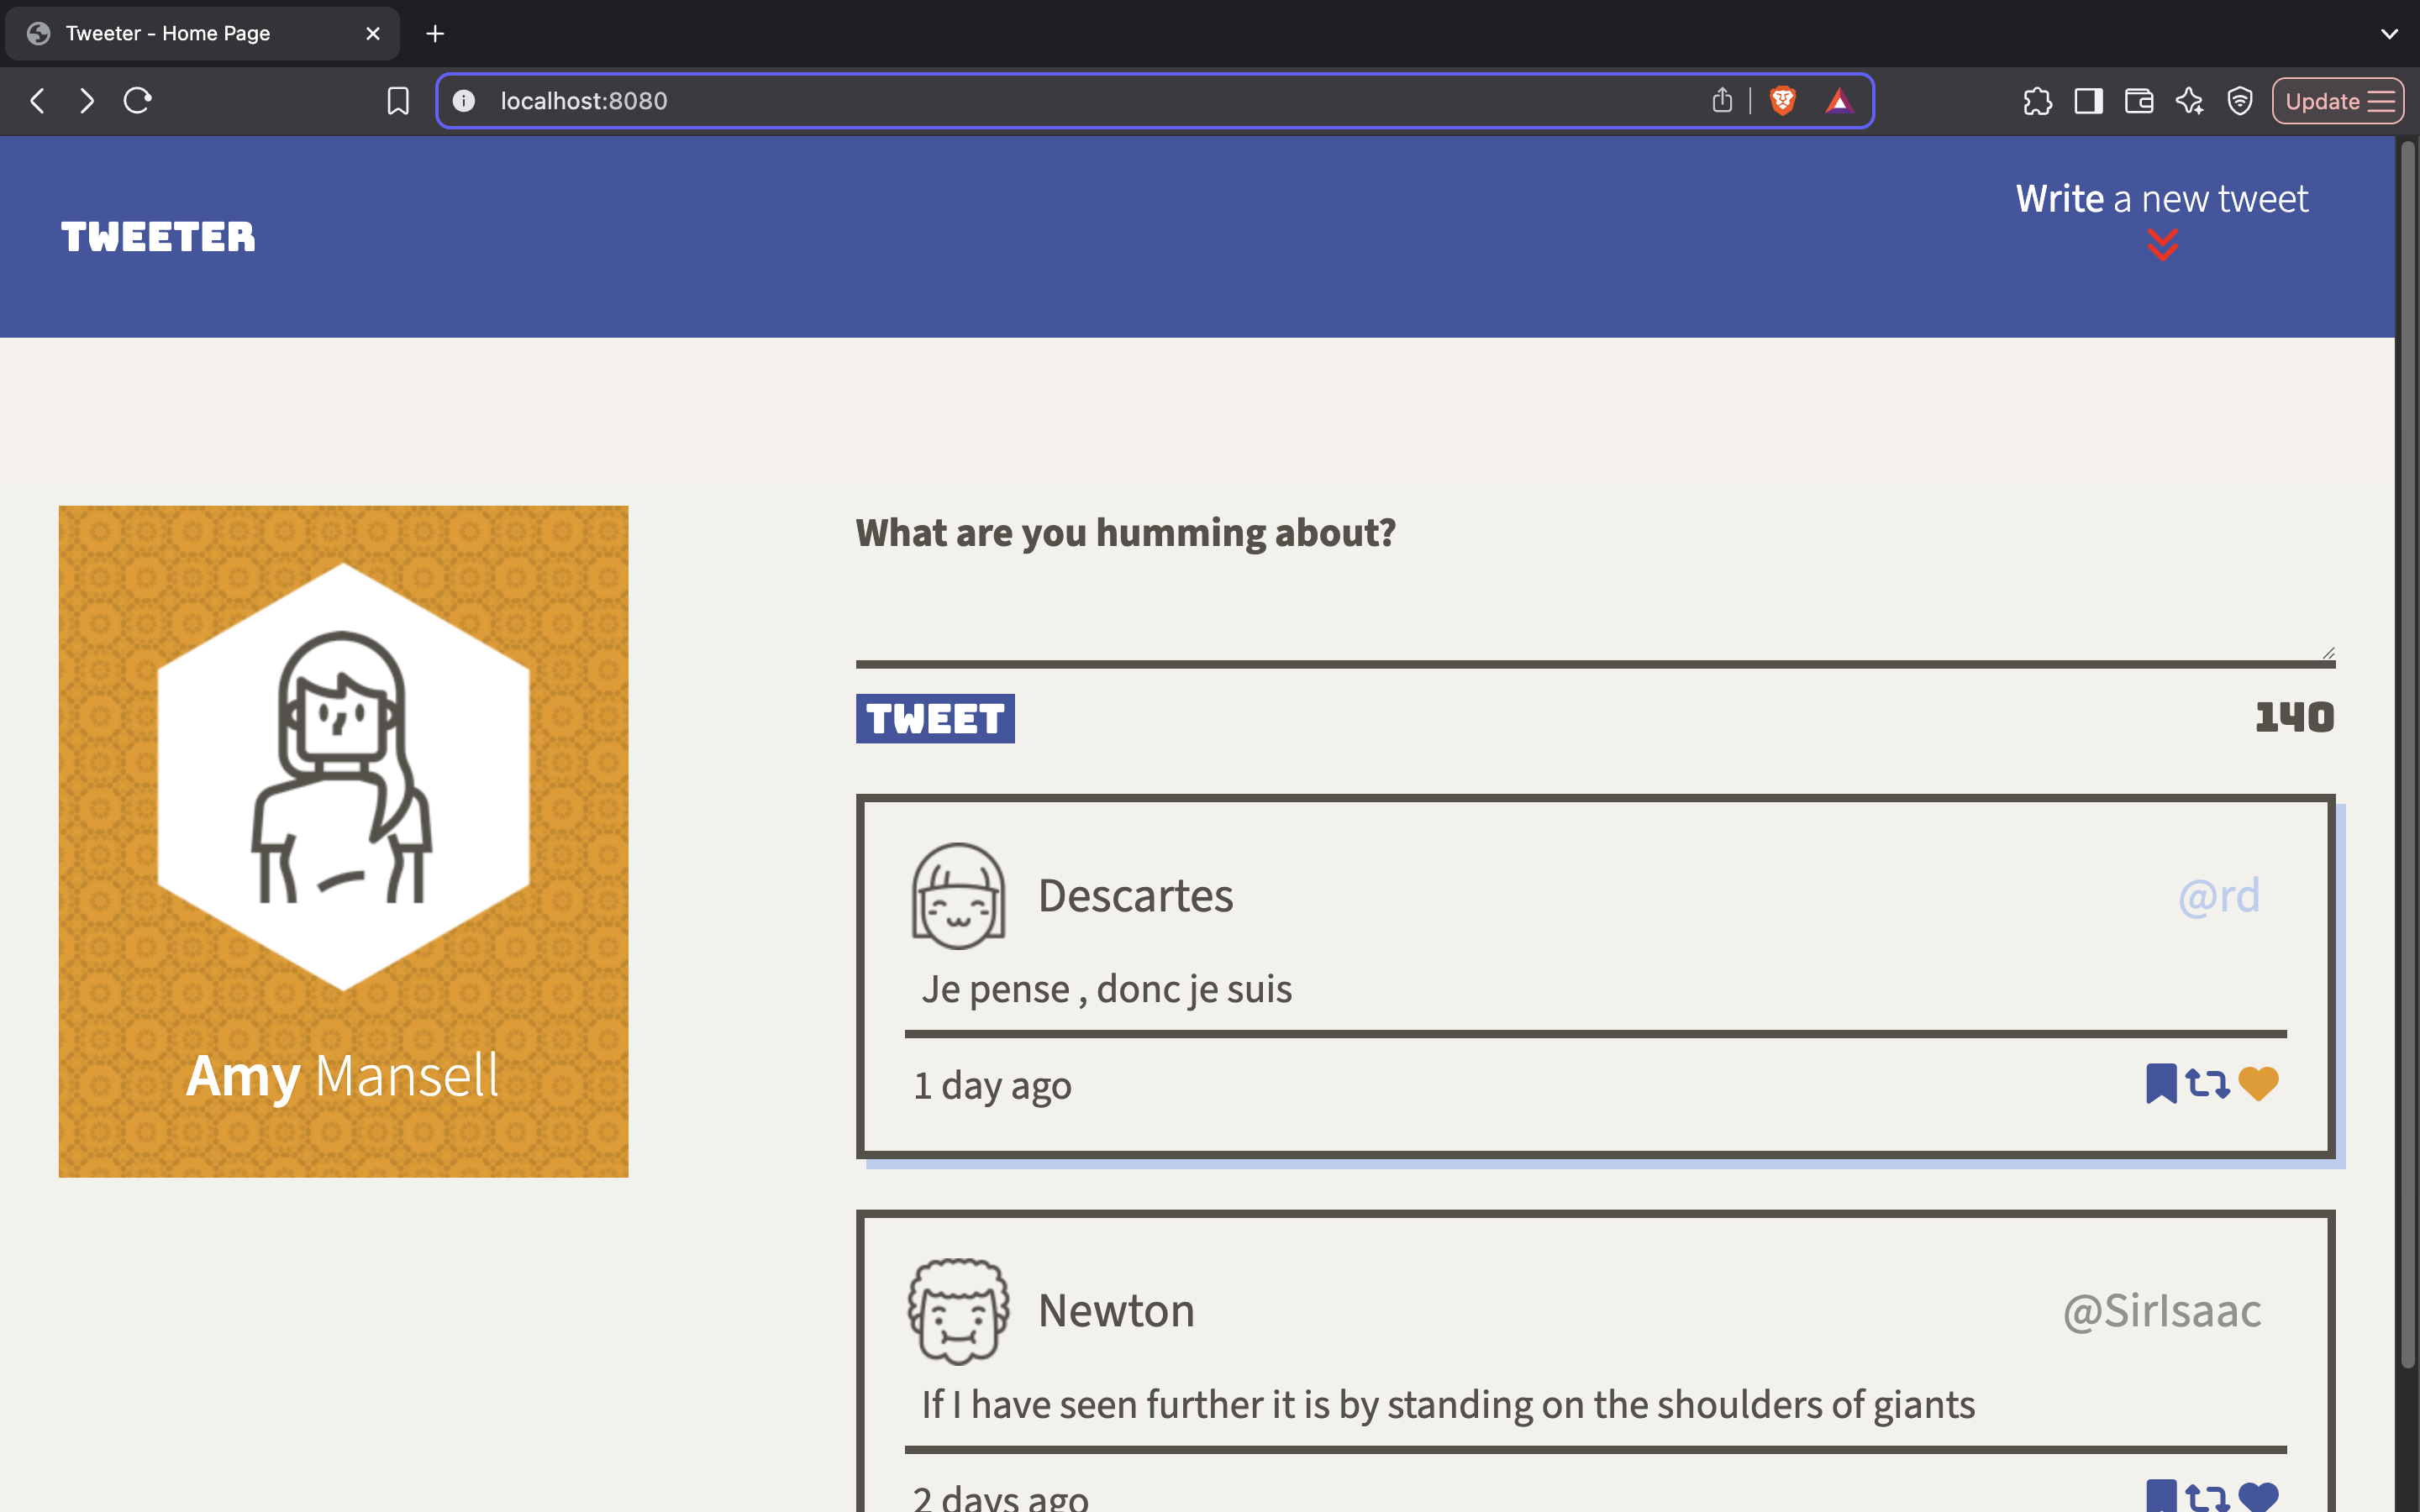 Tweeter - Home Page
localhost:8080
Update
TWEETER
Write a new tweet
What are you humming about?
TWEET
140
Descartes
@rd
Je pense , donc je suis
1 day ago
Amy Mansell
Newton
@SirIsaac
If I have seen further it is by standing on the shoulders of giants
2 days ago